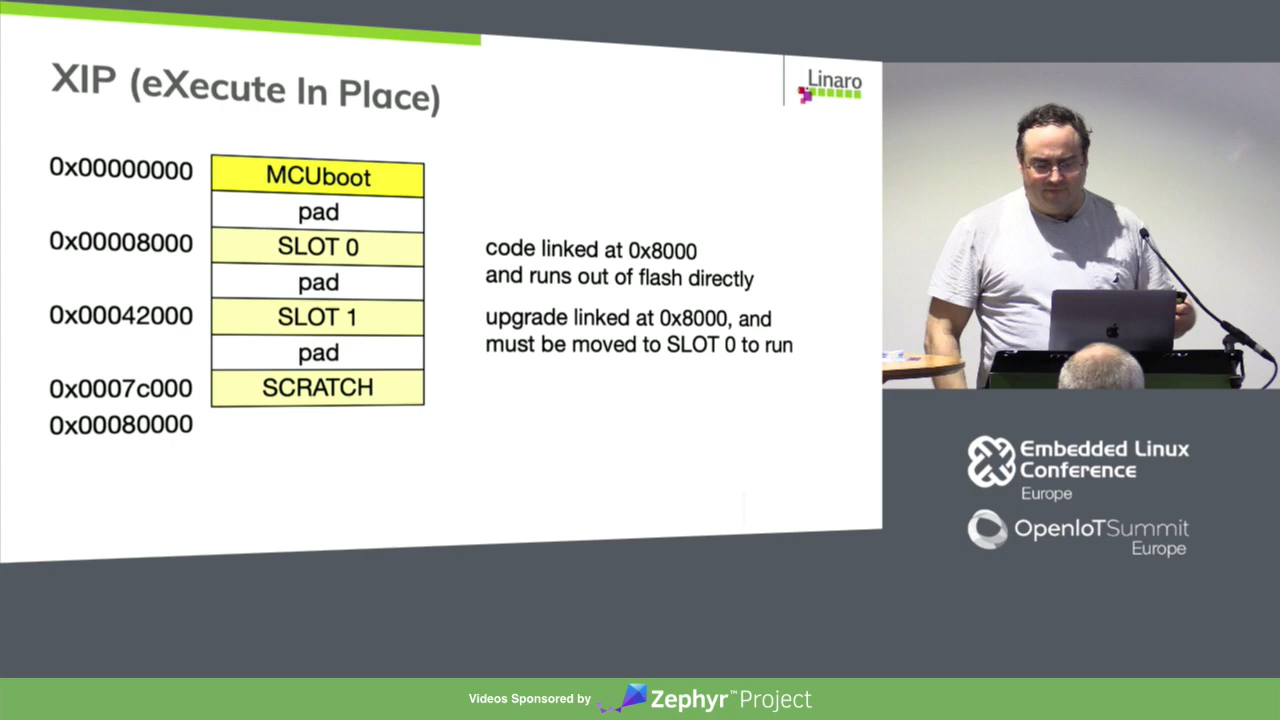 XIP (eXecute In Place)
Linaro
0x00000000
MCUboot
pad
0x00008000
SLOT 0
code linked at 0x8000
and runs out of flash directly
pad
0x00042000
SLOT 1
upgrade linked at 0x8000, and
must be moved to SLOT 0 to run
pad
0x0007c000
SCRATCH
0x00080000
Embedded Linux
Conference
Europe
OpenIoTSummit
Europe
Videos Sponsored by Zephyr™Project